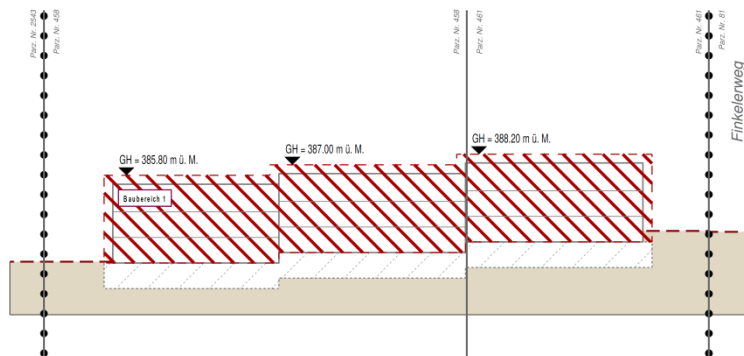 Parz. Nr. 2543
Parz. Nr. 458
Parz. Nr. 458
Parz. Nr. 461
Parz. Nr. 461
Parz. Nr. 81
Finkelerweg
GH = 385.80 m ü. M.
GH = 387.00 m ü. M.
GH = 388.20 m ü. M.
Baubereich 1